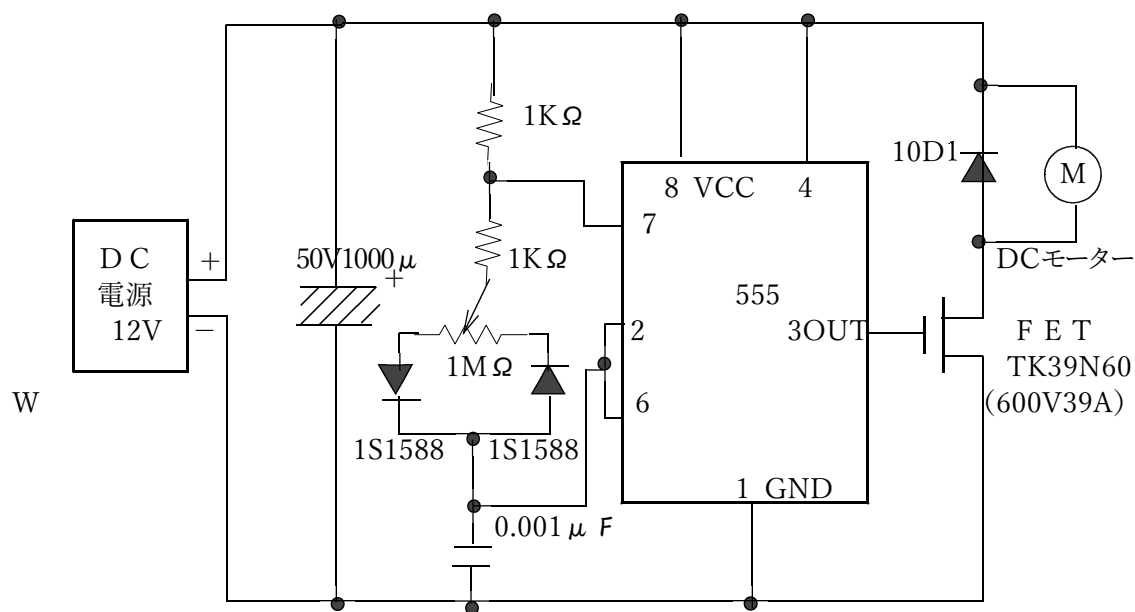 1KΩ
10D1
M
8 VCC
4
7
DC
電源
12V
+
−
50V1000μ
+
1KΩ
DCモーター
555
2
3OUT
1MΩ
6
FET
TK39N60
(600V39A)
W
1S1588
1S1588
1 GND
0.001μF